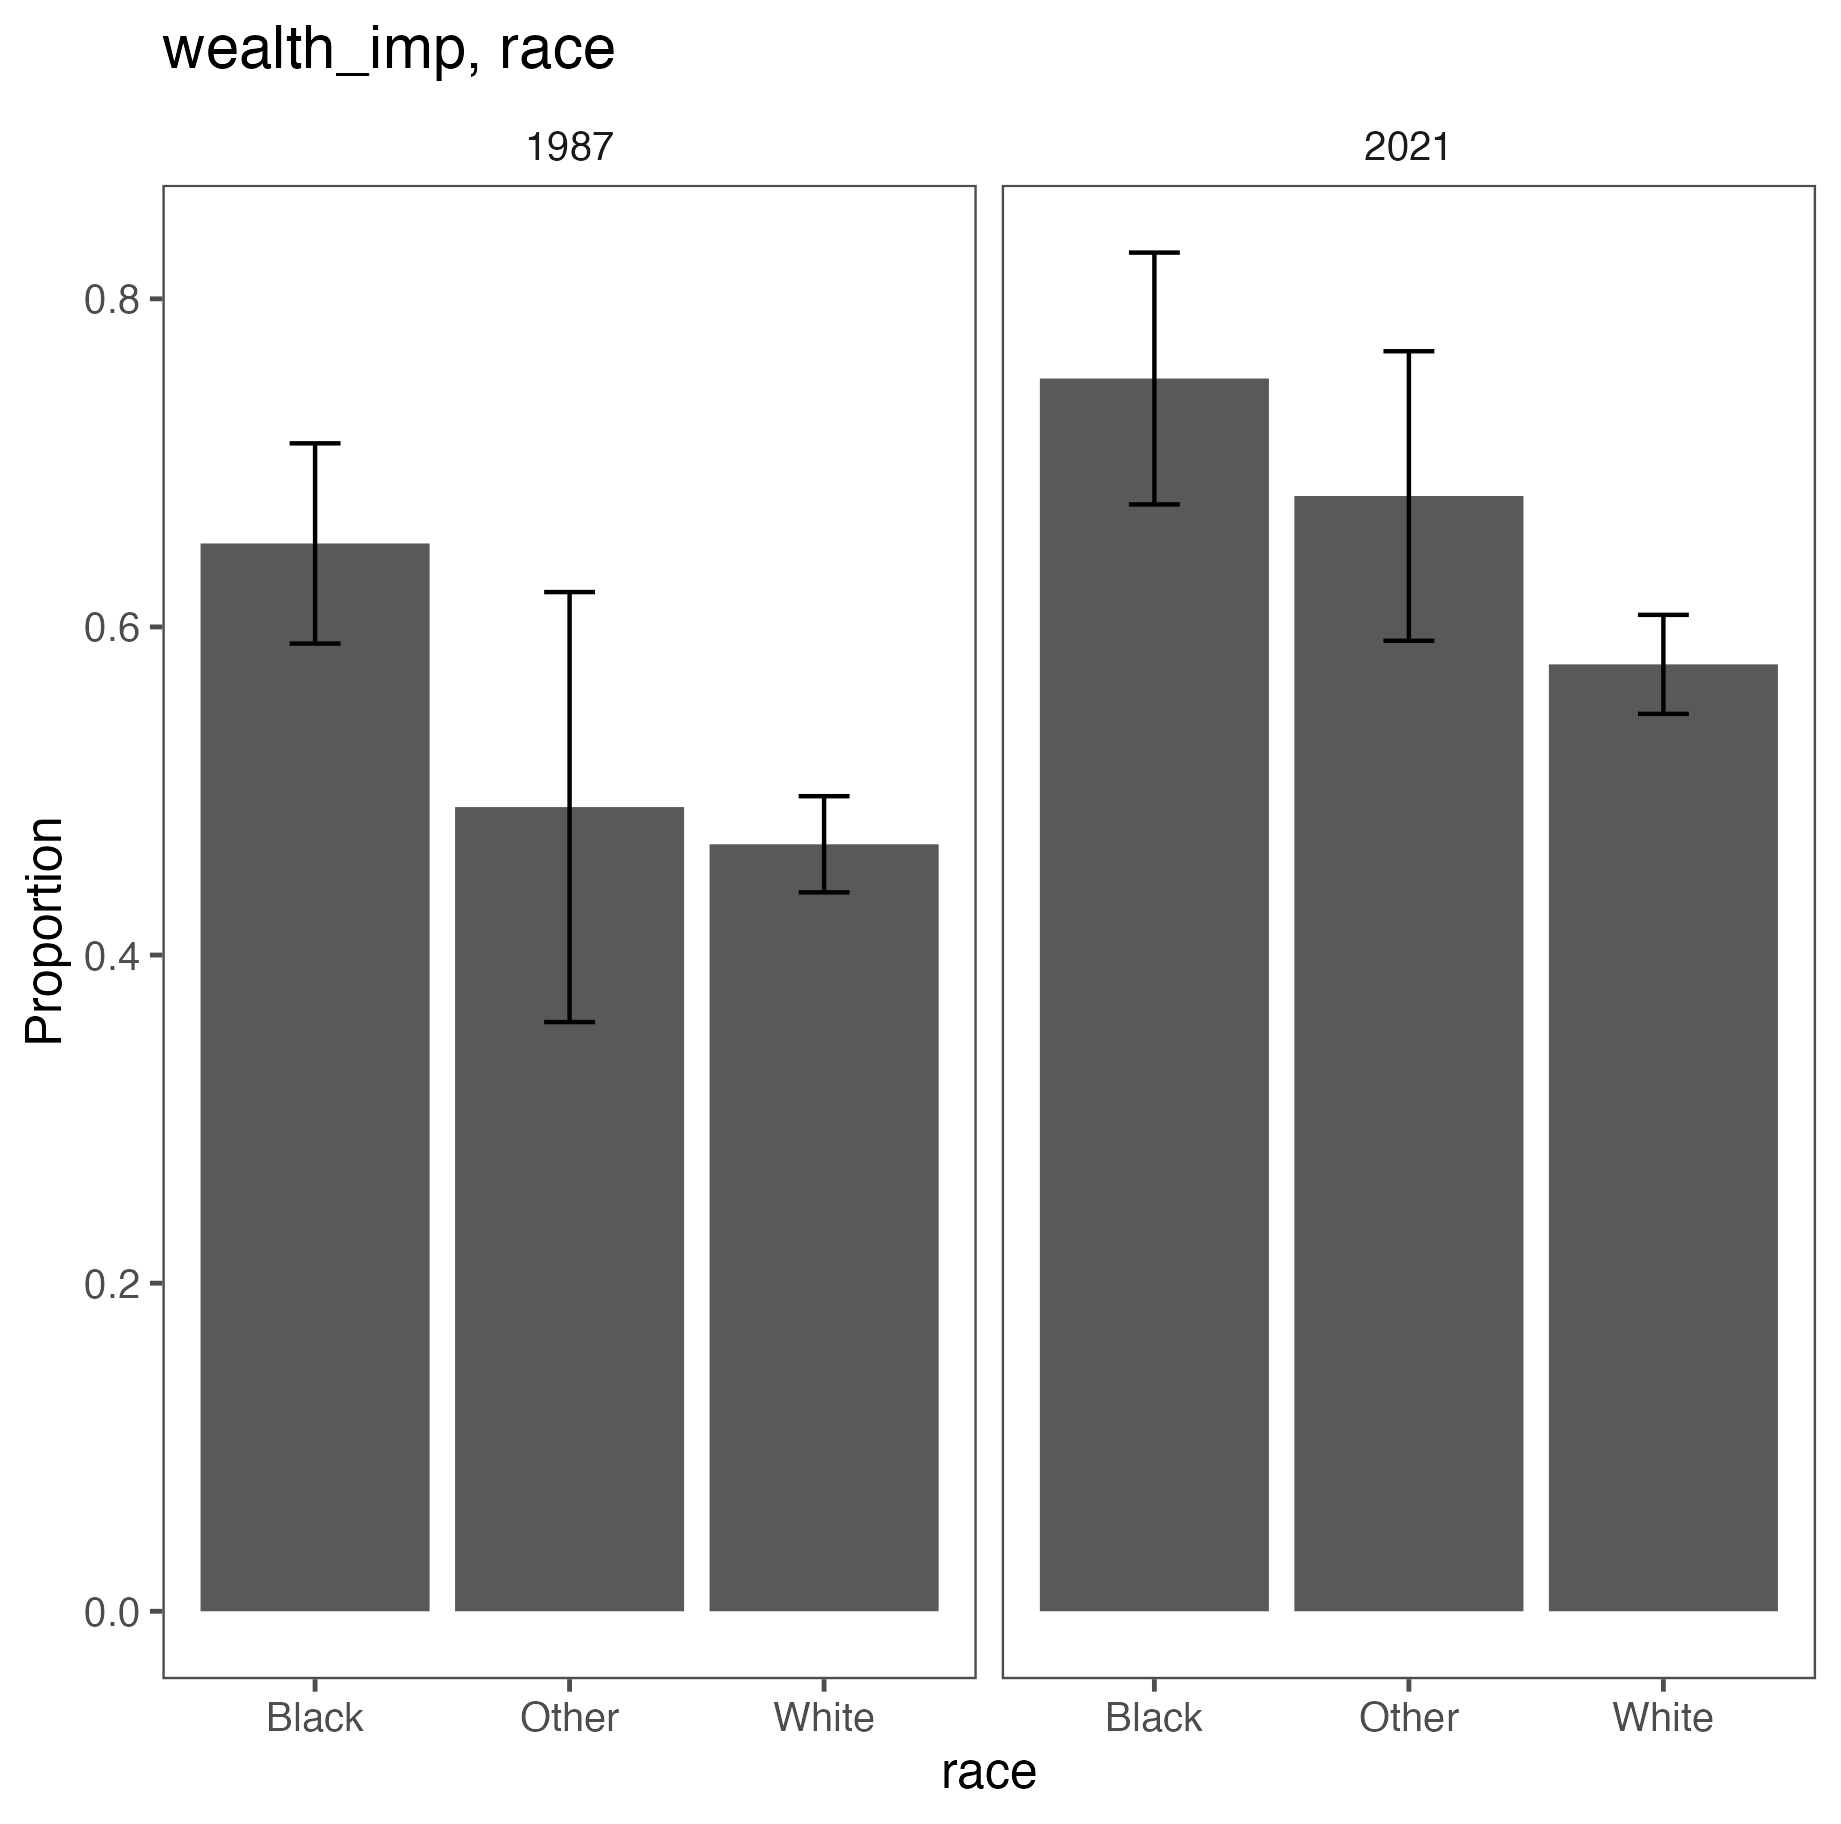 wealth_imp, race
1987
2021
Proportion
0.8
0.6
0.4
0.2
0.0
Black Other White
Black Other White
race